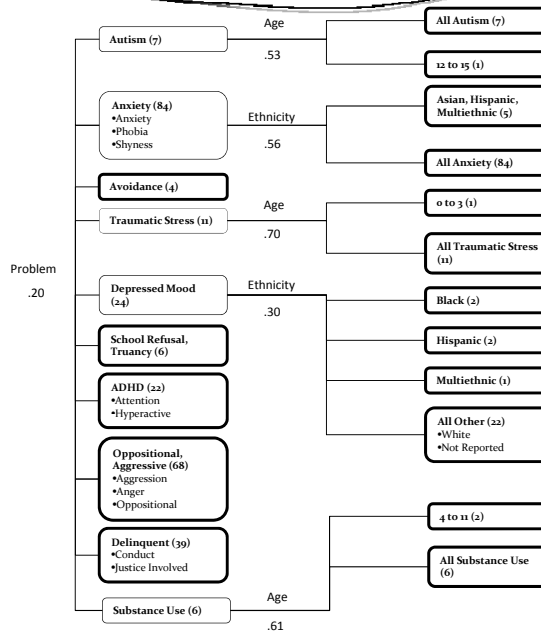 Problem
.20
Autism (7)
Age
.53
All Autism (7)
12 to 15 (1)
Anxiety (84)
•Anxiety
•Phobia
•Shyness
Ethnicity
.56
Asian, Hispanic,
Multiethnic (5)
All Anxiety (84)
Avoidance (4)
Traumatic Stress (11)
Age
.70
0 to 3 (1)
All Traumatic Stress
(11)
Depressed Mood
(24)
Ethnicity
.30
Black (2)
Hispanic (2)
Multiethnic (1)
All Other (22)
•White
•Not Reported
School Refusal,
Truancy (6)
ADHD (22)
•Attention
•Hyperactive
Oppositional,
Aggressive (68)
•Aggression
•Anger
•Oppositional
Delinquent (39)
•Conduct
•Justice Involved
Substance Use (6)
Age
.61
4 to 11 (2)
All Substance Use
(6)